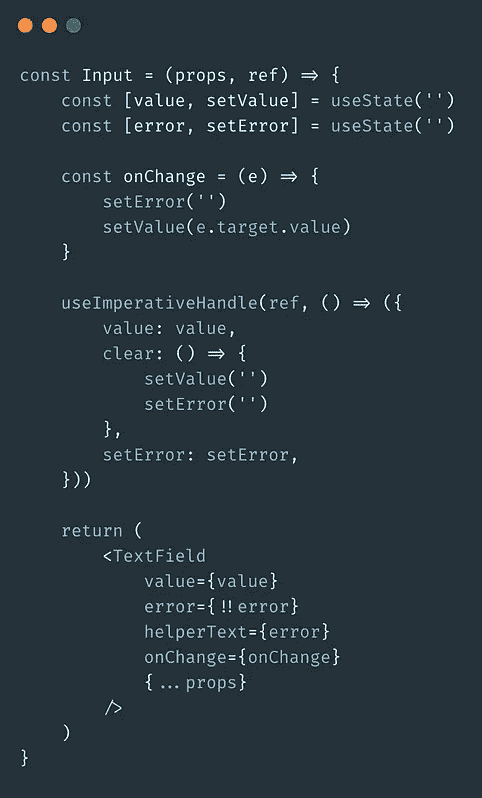 const Input = (props, ref) => {
    const [value, setValue] = useState('')
    const [error, setError] = useState('')

    const onChange = (e) => {
        setError('')
        setValue(e.target.value)
    }

    useImperativeHandle(ref, () => ({
        value: value,
        clear: () => {
            setValue('')
            setError('')
        },
        setError: setError,
    }))

    return (
        <TextField
            value={value}
            error={!!error}
            helperText={error}
            onChange={onChange}
            {...props}
        />
    )
}